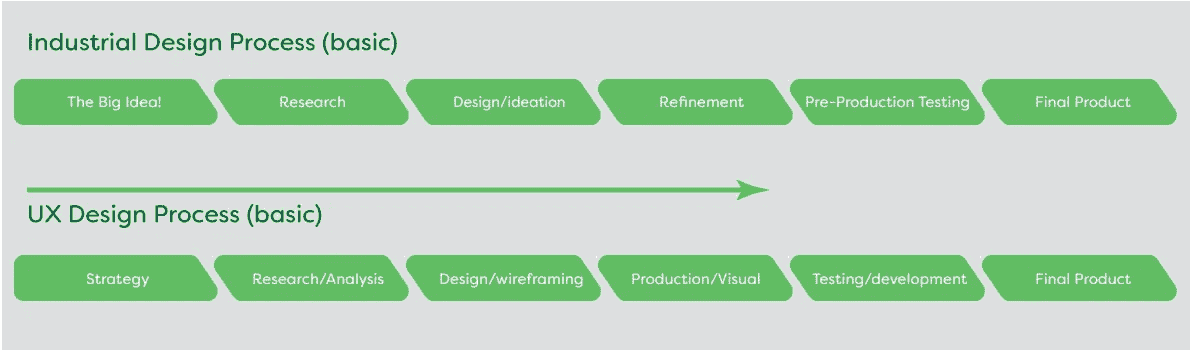 Industrial Design Process (basic)
The Big Idea! Research Design/ideation Refinement Pre-Production Testing Final Product
UX Design Process (basic)
Strategy Research/Analysis Design/wireframing Production/Visual Testing/development Final Product